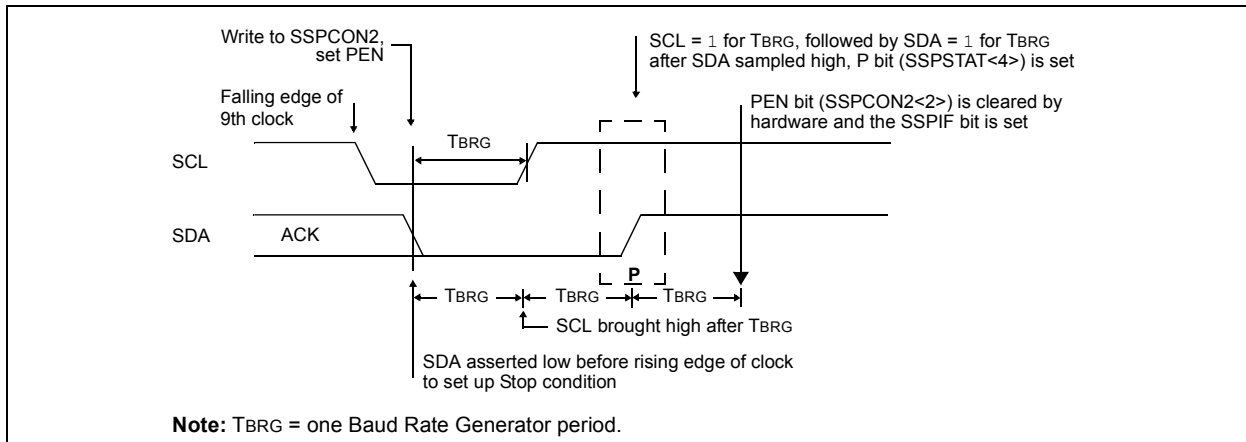 Write to SSPCON2,
set PEN
SCL = 1 for TBRG, followed by SDA = 1 for TBRG
after SDA sampled high, P bit (SSPSTAT<4>) is set
Falling edge of
9th clock
PEN bit (SSPCON2<2>) is cleared by
hardware and the SSPIF bit is set
TBRG
SCL
SDA
ACK
P
TBRG TBRG TBRG
SCL brought high after TBRG
SDA asserted low before rising edge of clock
to set up Stop condition
Note: TBRG = one Baud Rate Generator period.